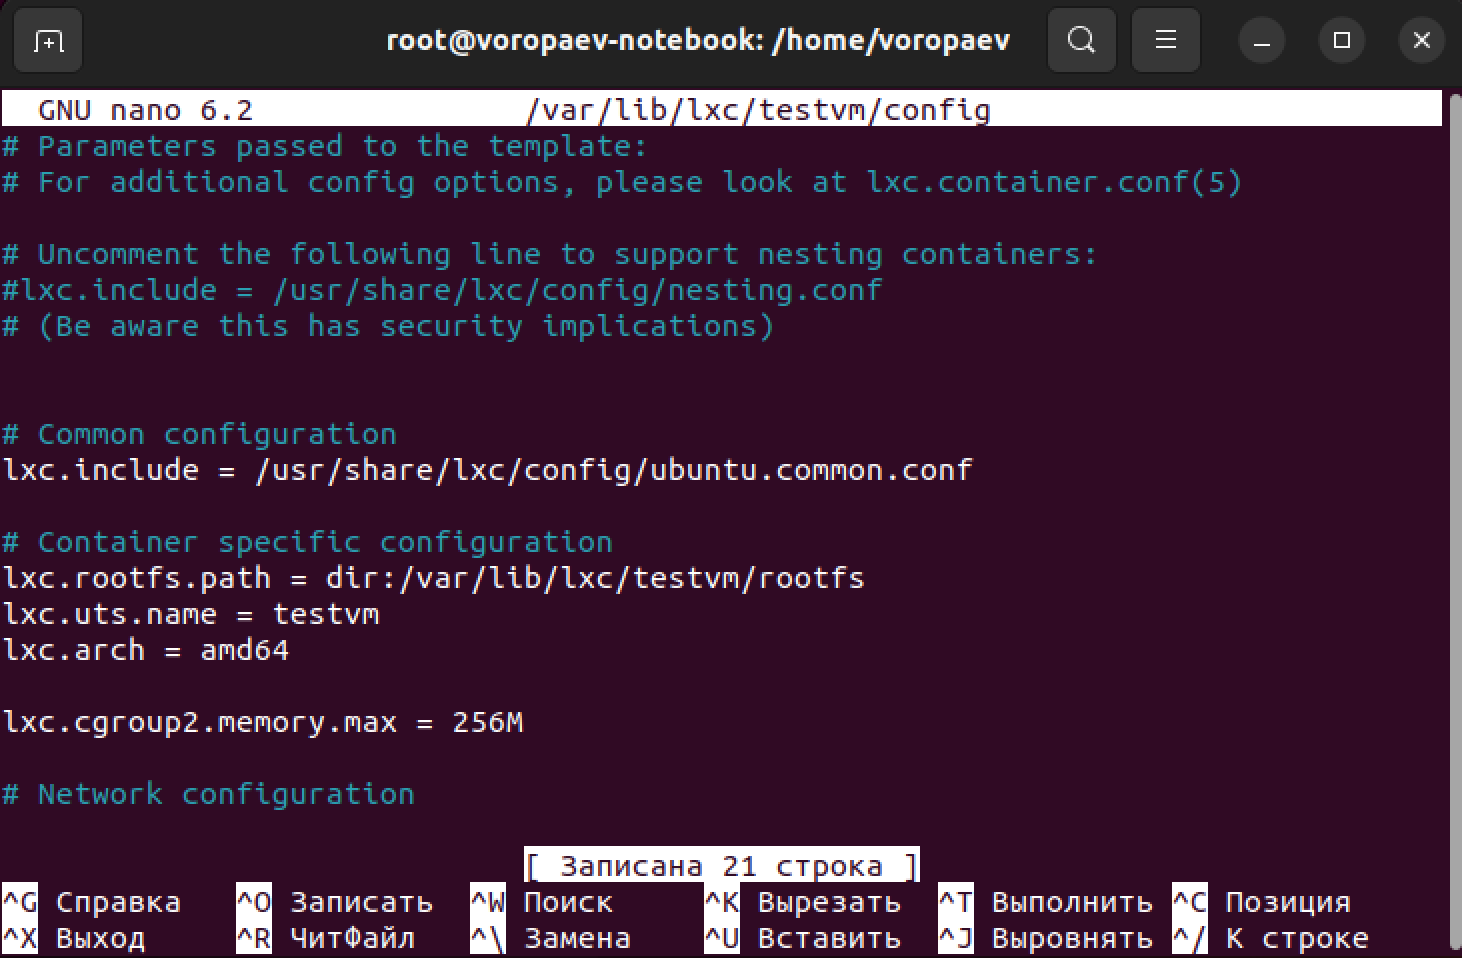 root@voropaev-notebook: /home/voropaev
GNU nano 6.2 /var/lib/lxc/testvm/config
# Parameters passed to the template:
# For additional config options, please look at lxc.container.conf(5)
# Uncomment the following line to support nesting containers:
#lxc.include = /usr/share/lxc/config/nesting.conf
# (Be aware this has security implications)
# Common configuration
lxc.include = /usr/share/lxc/config/ubuntu.common.conf
# Container specific configuration
lxc.rootfs.path = dir:/var/lib/lxc/testvm/rootfs
lxc.uts.name = testvm
lxc.arch = amd64
lxc.cgroup2.memory.max = 256M
# Network configuration
[ Записана 21 строка ]
^G Справка ^O Записать ^W Поиск ^K Вырезать ^T Выполнить ^C Позиция
^X Выход ^R ЧитФайл ^\ Замена ^U Вставить ^J Выровнять ^/ К строке